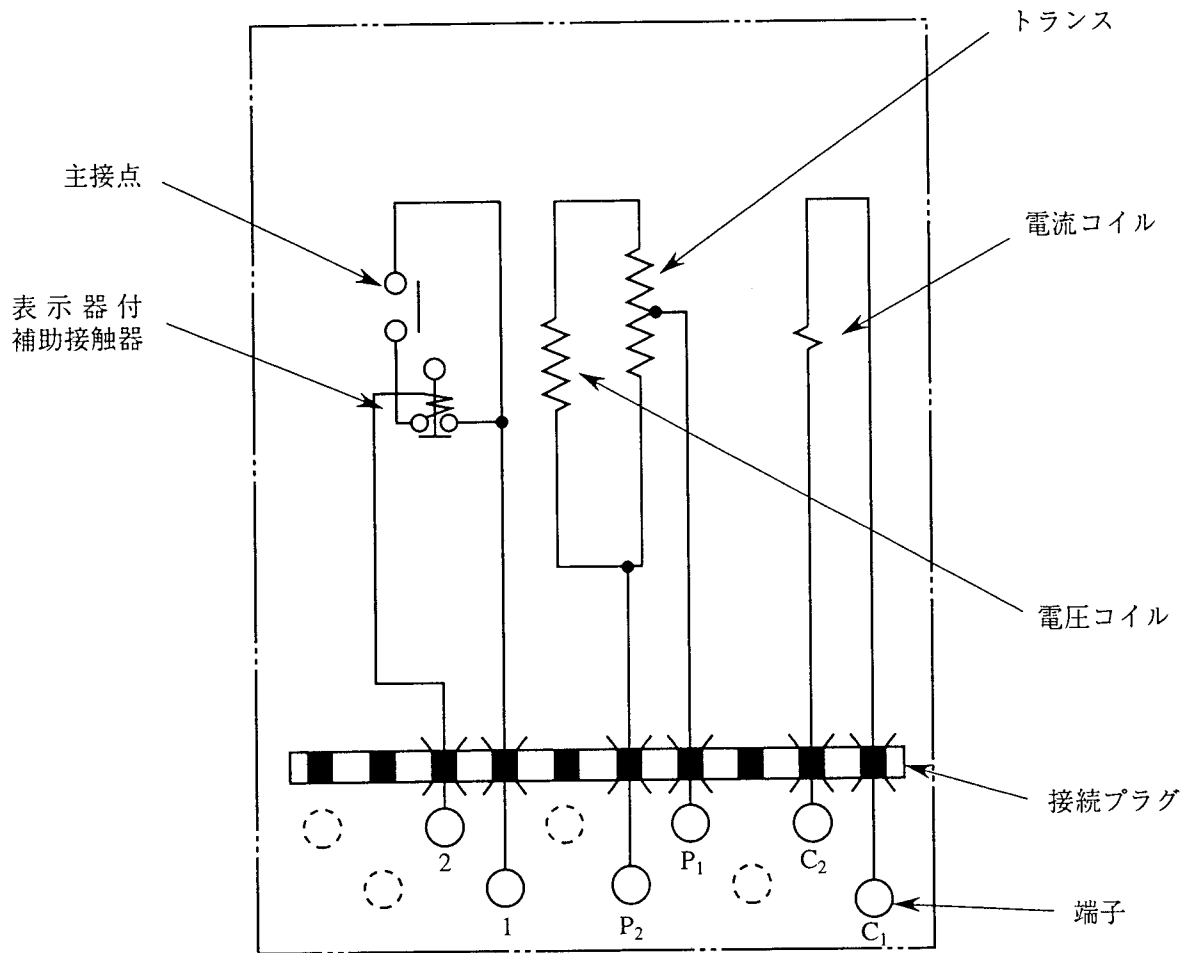 トランス
主接点
電流コイル
表示器付
補助接触器
電圧コイル
接続プラグ
2
1
P₂
P₁
C₂
C₁
端子